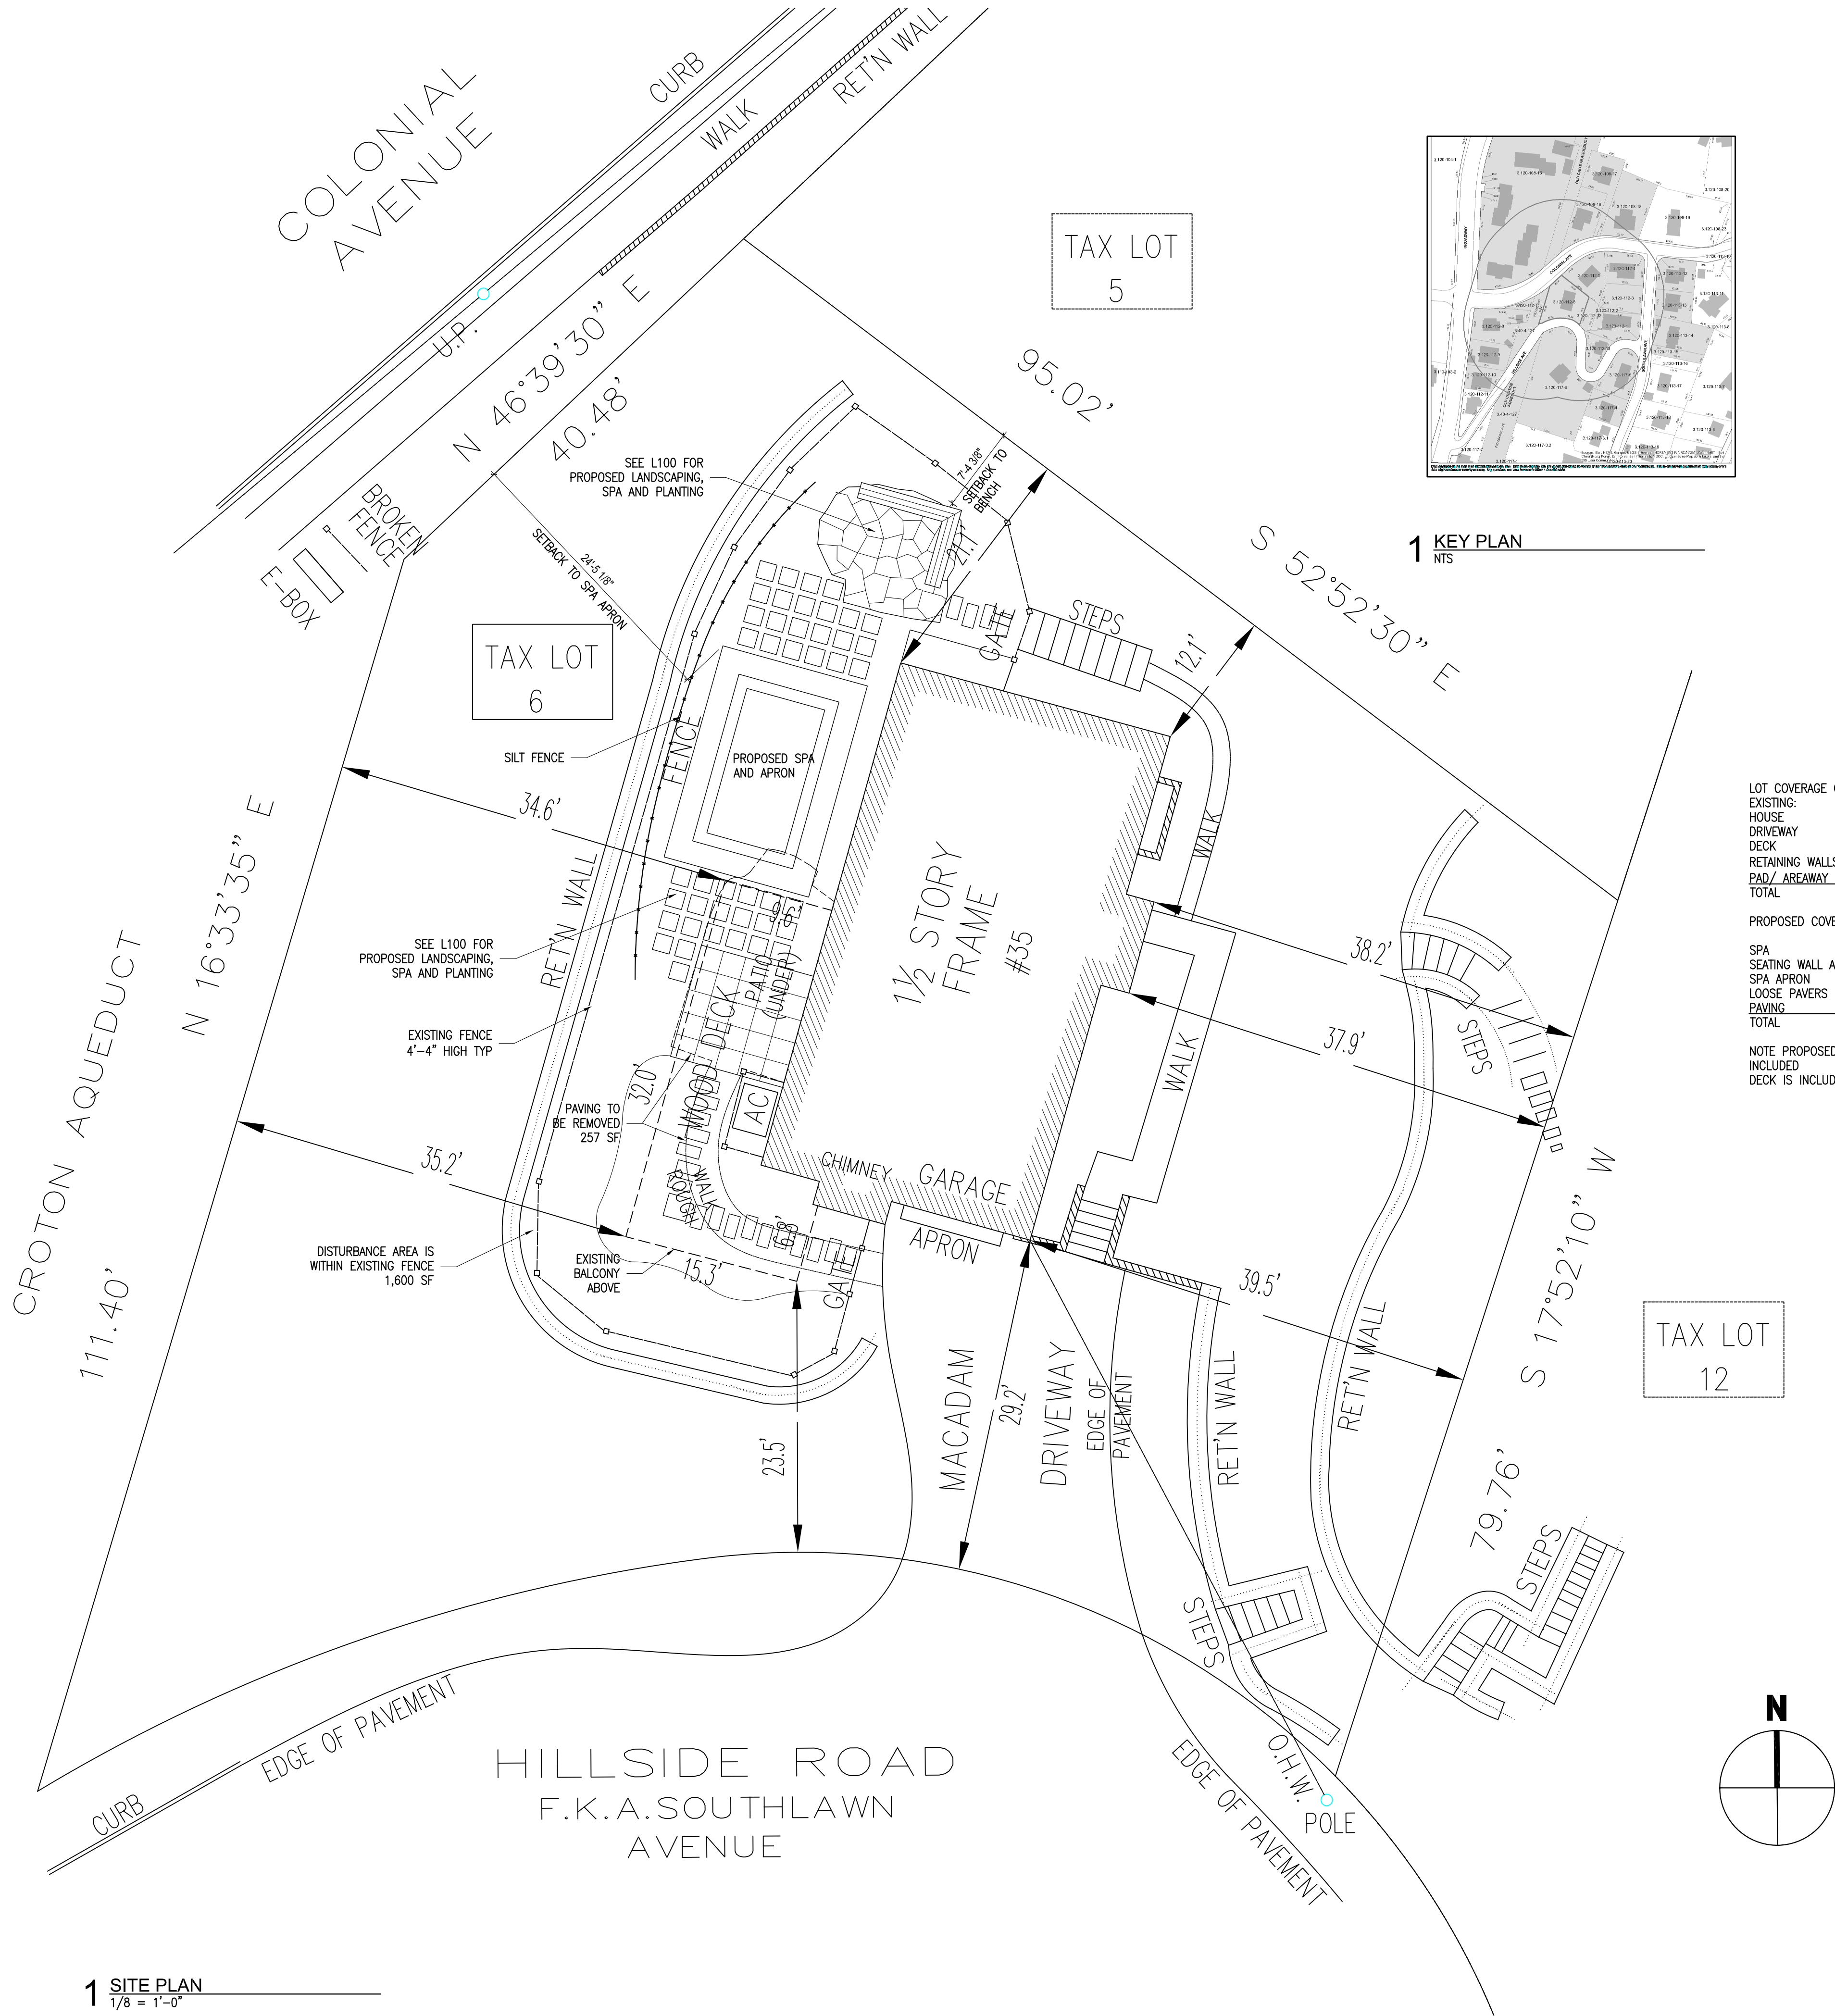 COLONIAL
AVENUE
CURB
WALK
RET'N WALL
U.P.
N 46°39'30" E
40.48'
TAX LOT
5
95.02'
S 52°52'30" E
1 KEY PLAN
NTS
BROKEN
FENCE
E-BOX
SEE L100 FOR
PROPOSED LANDSCAPING,
SPA AND PLANTING
7'-4 3/8"
SETBACK TO
BENCH
21.1'
24'-5 1/8"
SETBACK TO SPA APRON
TAX LOT
6
GATE
STEPS
12.1'
SILT FENCE
FENCE
PROPOSED SPA
AND APRON
34.6'
N 16°33'35" E
CROTON AQUEDUCT
111.40'
RET'N WALL
WALK
1½ STORY
FRAME
#35
9.6'
SEE L100 FOR
PROPOSED LANDSCAPING,
SPA AND PLANTING
PATIO
(UNDER)
WOOD DECK
EXISTING FENCE
4'-4" HIGH TYP
32.0'
PAVING TO
BE REMOVED
257 SF
AC
35.2'
CHIMNEY
GARAGE
WALK
APRON
6.8'
DISTURBANCE AREA IS
WITHIN EXISTING FENCE
1,600 SF
EXISTING
BALCONY
ABOVE
15.3'
GATE
38.2'
37.9'
WALK
STEPS
39.5'
S 17°52'10" W
79.76'
TAX LOT
12
LOT COVERAGE
EXISTING:
HOUSE
DRIVEWAY
DECK
RETAINING WALLS
PAD/ AREAWAY
TOTAL
PROPOSED
SPA
SEATING WALL
SPA APRON
LOOSE PAVERS
PAVING
TOTAL
NOTE PROPOSED
INCLUDED
DECK IS
23.5'
MACADAM
29.2'
DRIVEWAY
EDGE OF
PAVEMENT
RET'N WALL
RET'N WALL
STEPS
STEPS
O.H.W.
POLE
EDGE OF PAVEMENT
N
CURB
EDGE OF PAVEMENT
HILLSIDE ROAD
F.K.A.SOUTHLAWN
AVENUE
1 SITE PLAN
1/8 = 1'-0"